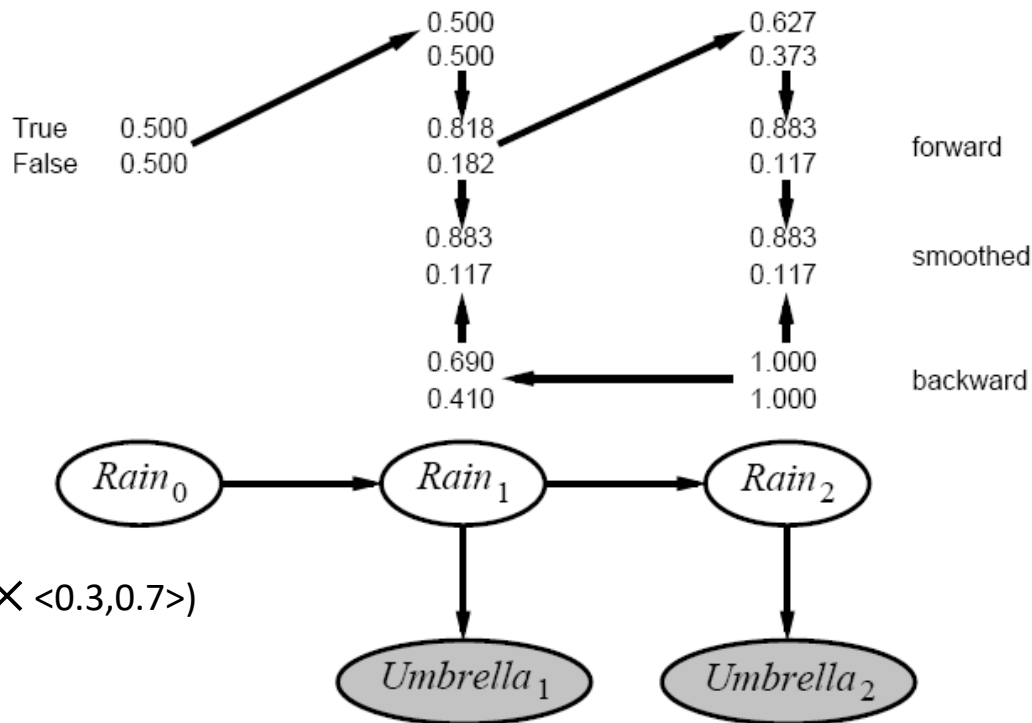 0.500 0.627
0.500 0.373
True 0.500 0.818 0.883
False 0.500 0.182 0.117
forward
0.883 0.883
0.117 0.117
smoothed
0.690 1.000
0.410 1.000
backward
Rain0 Rain1 Rain2
× <0.3,0.7>)
Umbrella1 Umbrella2